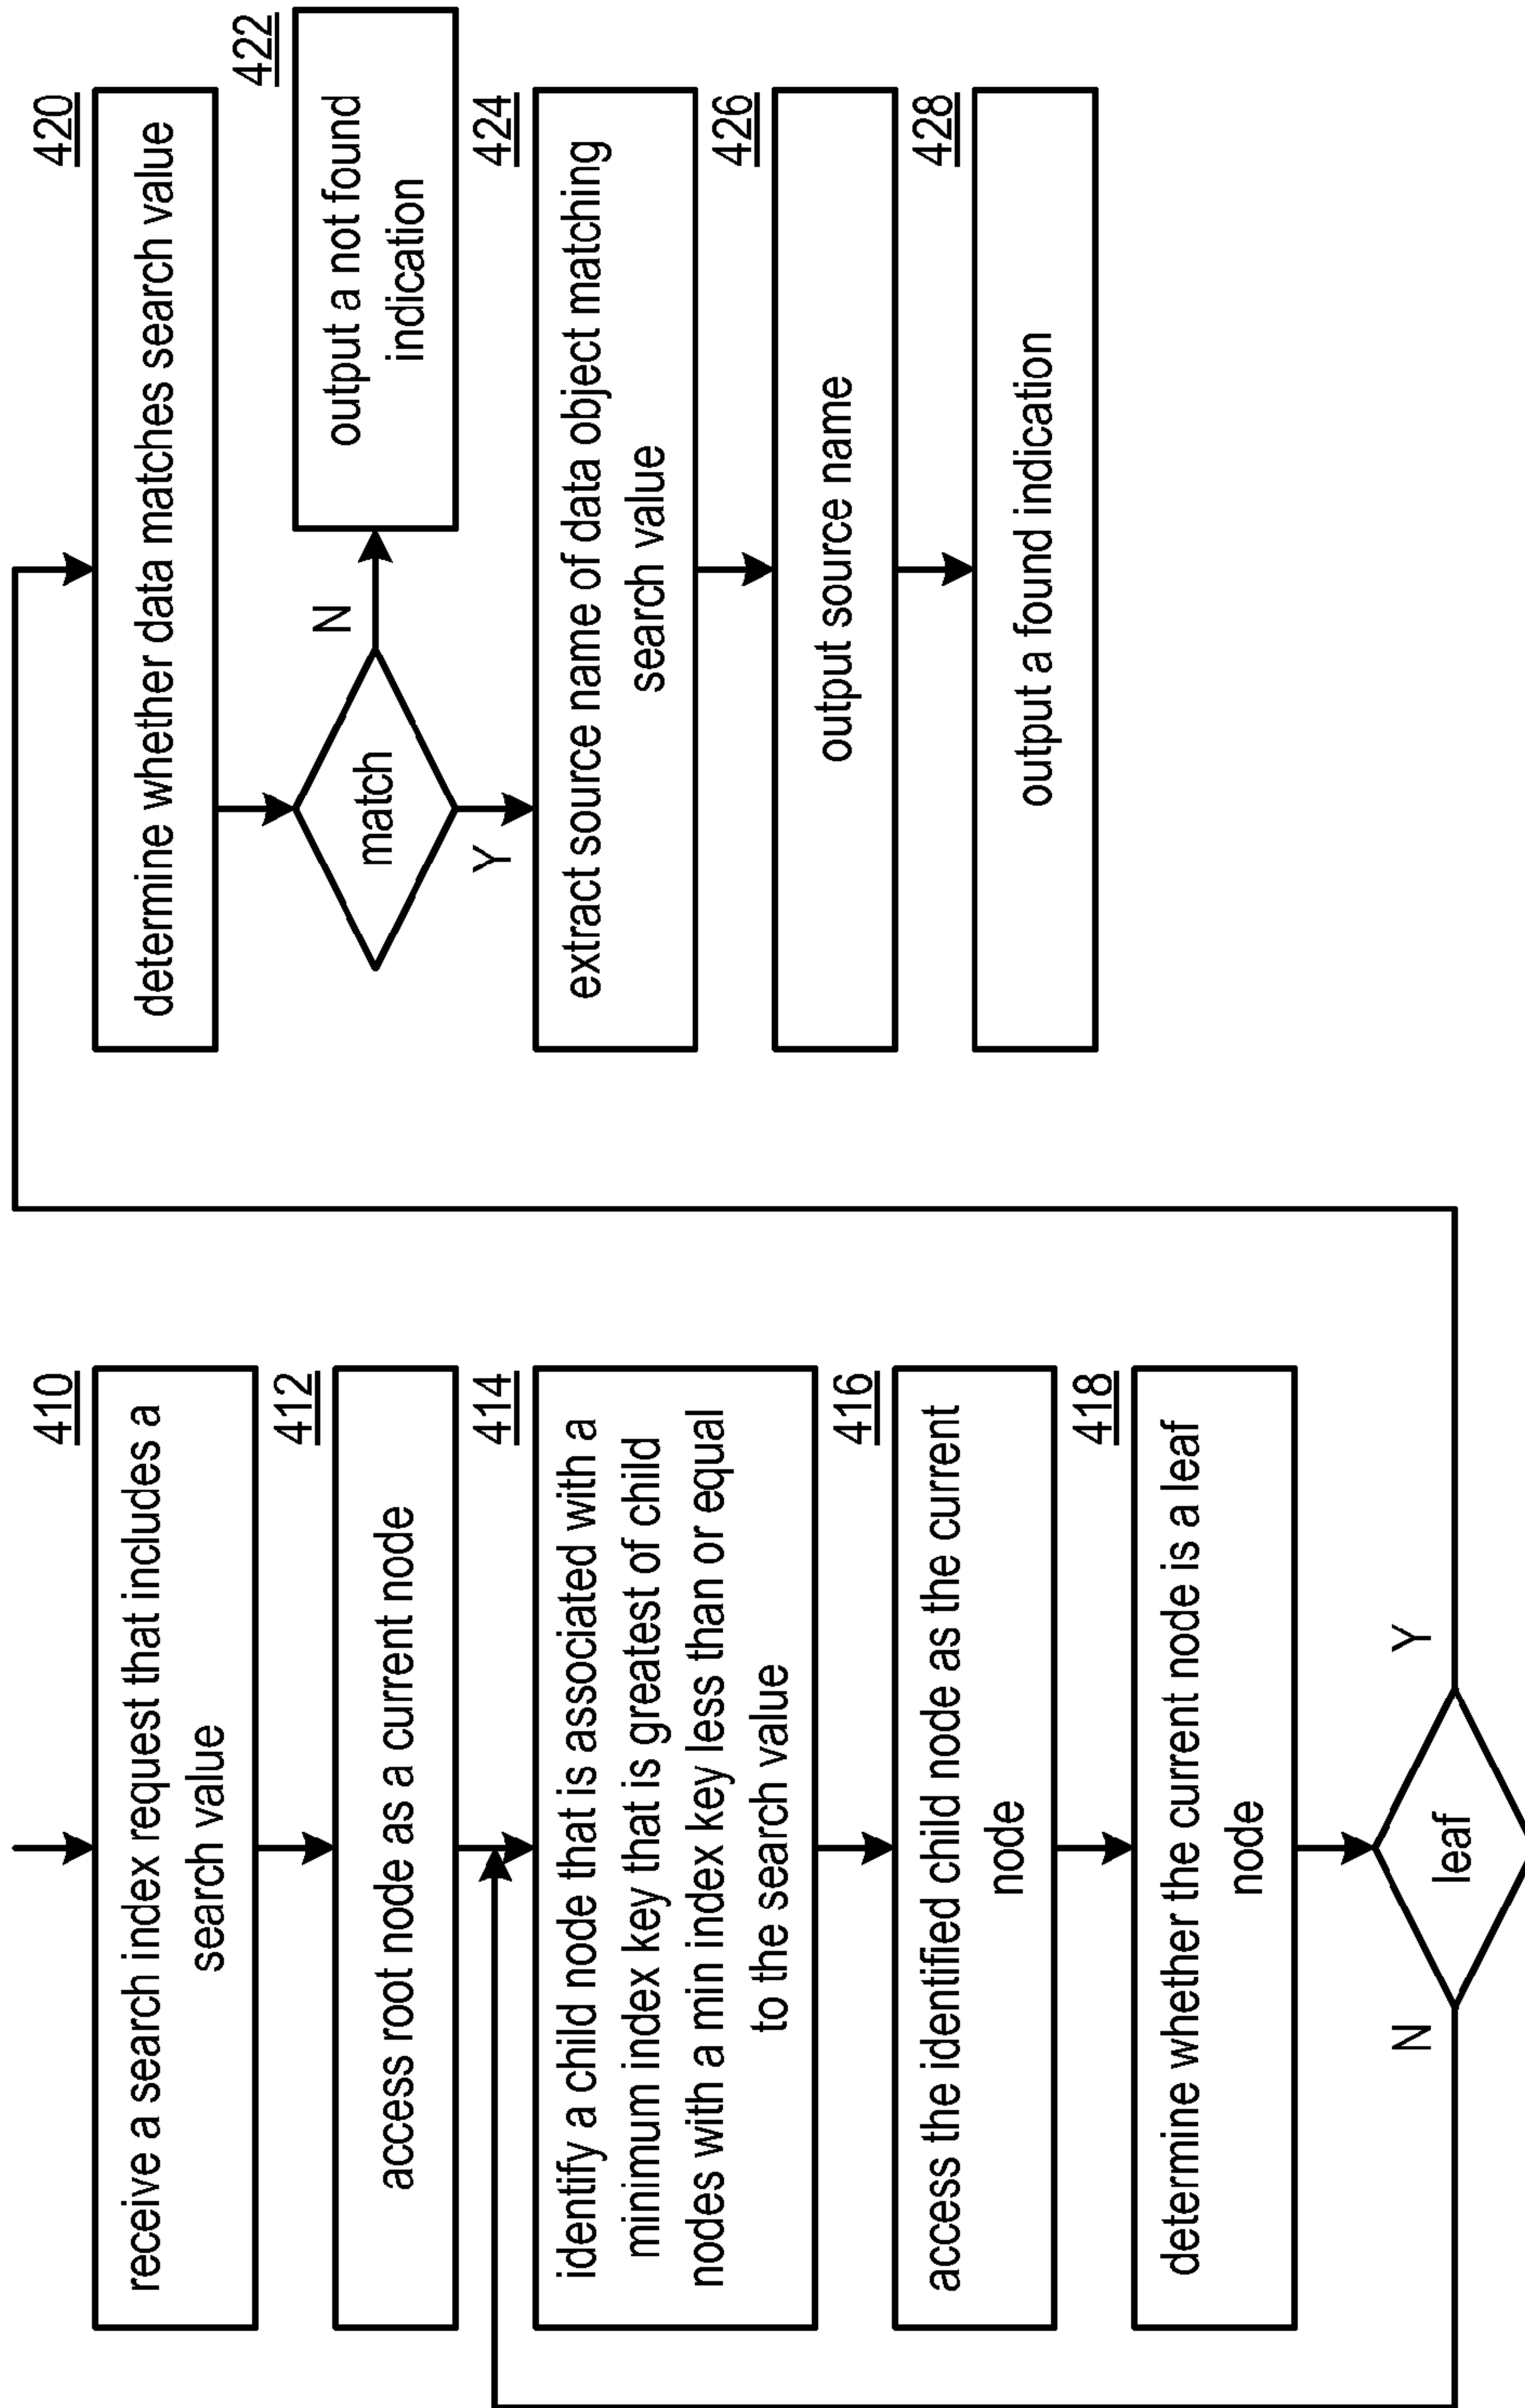 410
receive a search index request that includes a
search value
412
access root node as a current node
414
identify a child node that is associated with a
minimum index key that is greatest of child
nodes with a min index key less than or equal
to the search value
416
access the identified child node as the current
node
418
determine whether the current node is a leaf
node
leaf
N
Y
420
determine whether data matches search value
match
N
422
output a not found
indication
Y
424
extract source name of data object matching
search value
426
output source name
428
output a found indication